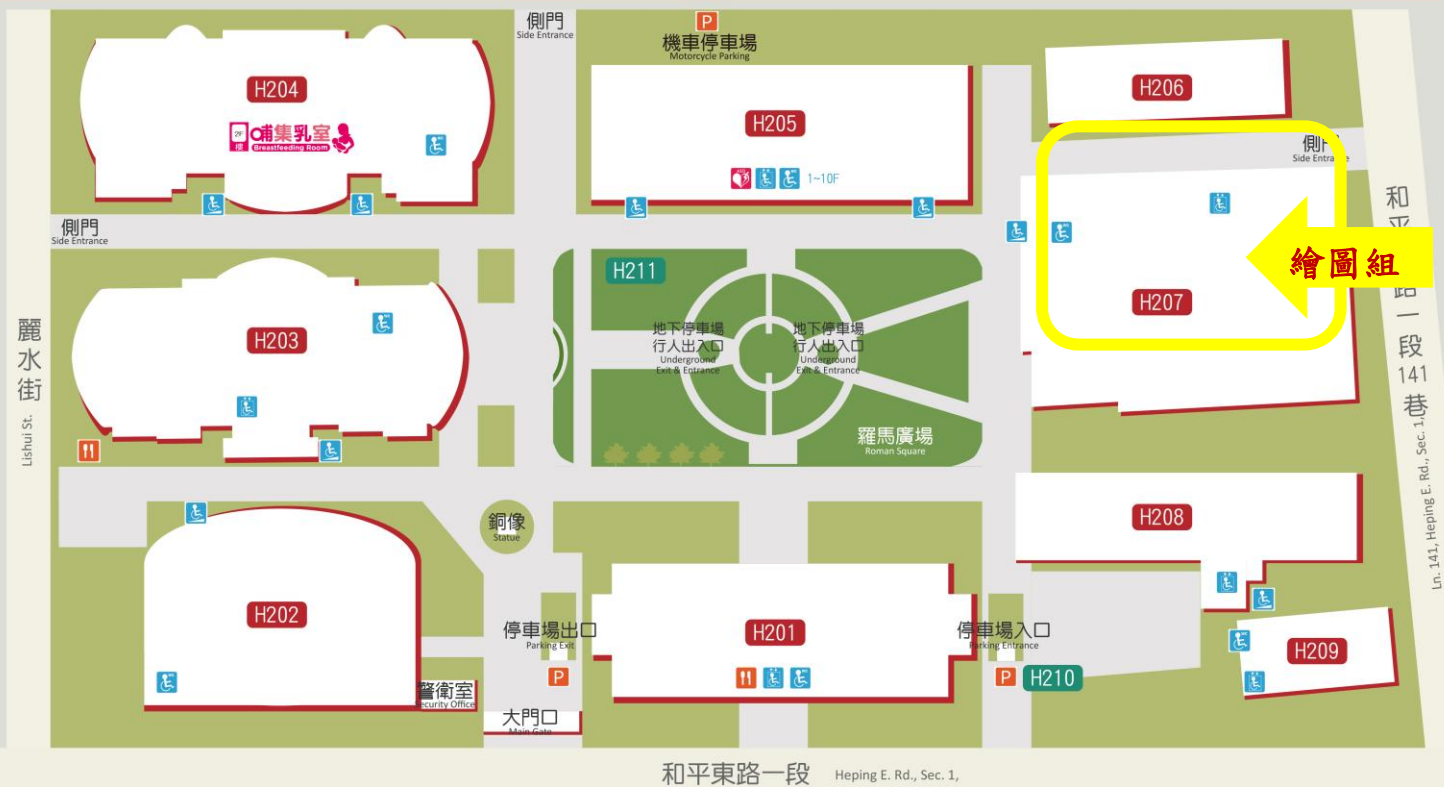 側門
Side Entrance
P
機車停車場
Motorcycle Parking
H204
2F
樓
哺集乳室
Breastfeeding Room
H205
1~10F
H206
側門
Side Entrance
側門
Side Entrance
H211
繪圖組
H207
和平
路一段141巷
Ln. 141, Heping E. Rd., Sec. 1,
麗水街
Lishui St.
H203
地下停車場
行人出入口
Underground
Exit & Entrance
地下停車場
行人出入口
Underground
Exit & Entrance
羅馬廣場
Roman Square
銅像
Statue
H208
H202
停車場出口
Parking Exit
P
H201
停車場入口
Parking Entrance
P
H210
H209
警衛室
Security Office
大門口
Main Gate
和平東路一段 Heping E. Rd., Sec. 1,